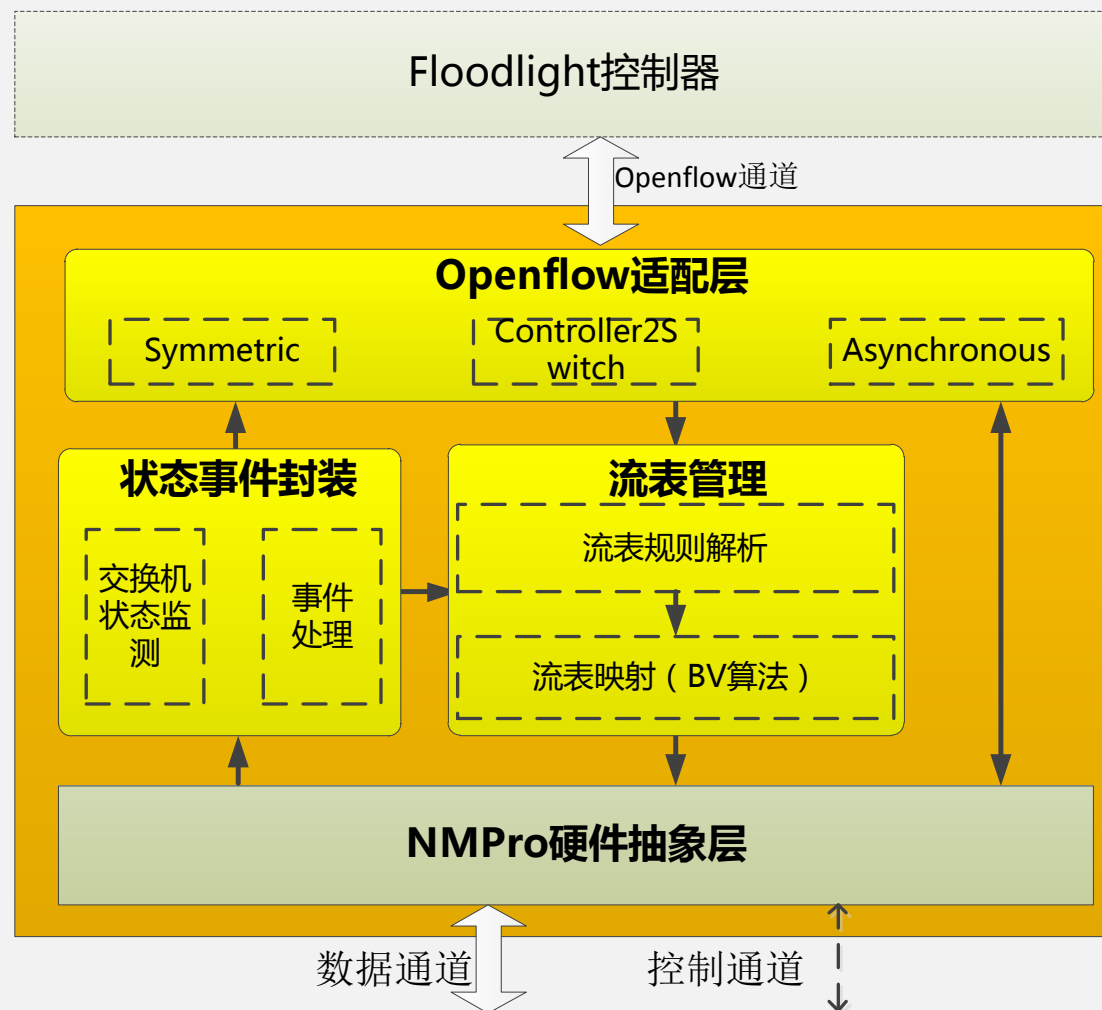 Floodlight控制器
Openflow通道
Openflow适配层
Symmetric
Controller2S
witch
Asynchronous
状态事件封装
交换机
状态监
测
事件
处理
流表管理
流表规则解析
流表映射（BV算法）
NMPro硬件抽象层
数据通道
控制通道